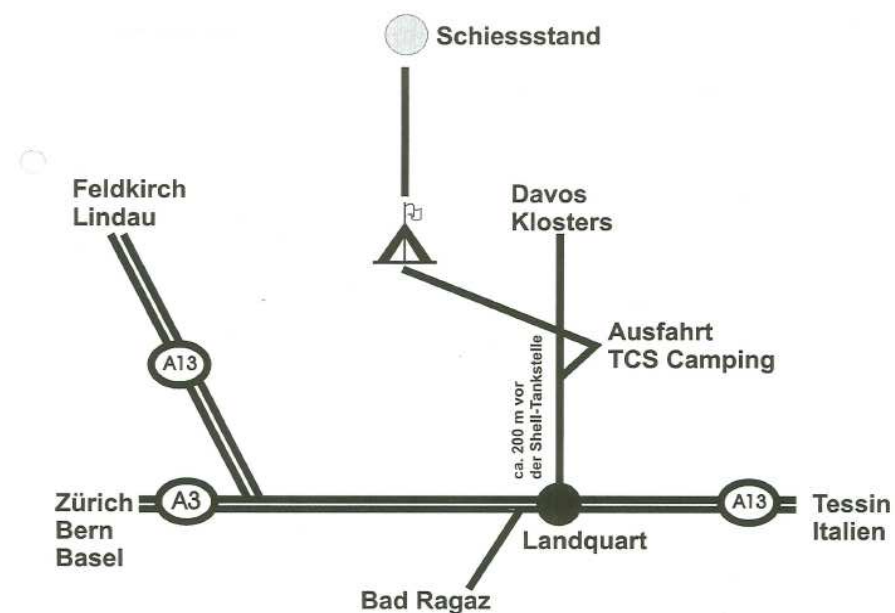 Schiessstand
Feldkirch
Lindau
Davos
Klosters
A13
Ausfahrt
TCS Camping
ca. 200 m vor
der Shell-Tankstelle
Zürich
Bern
Basel
A3
A13
Tessin
Italien
Landquart
Bad Ragaz